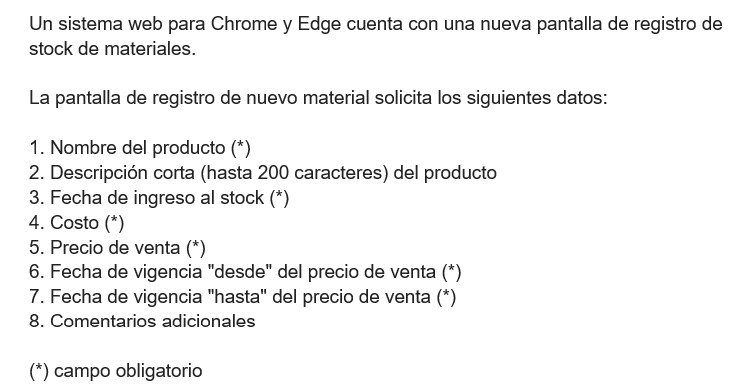 Un sistema web para Chrome y Edge cuenta con una nueva pantalla de registro de
stock de materiales.
La pantalla de registro de nuevo material solicita los siguientes datos:
1. Nombre del producto (*)
2. Descripción corta (hasta 200 caracteres) del producto
3. Fecha de ingreso al stock (*)
4. Costo (*)
5. Precio de venta (*)
6. Fecha de vigencia "desde" del precio de venta (*)
7. Fecha de vigencia "hasta" del precio de venta (*)
8. Comentarios adicionales
(*) campo obligatorio